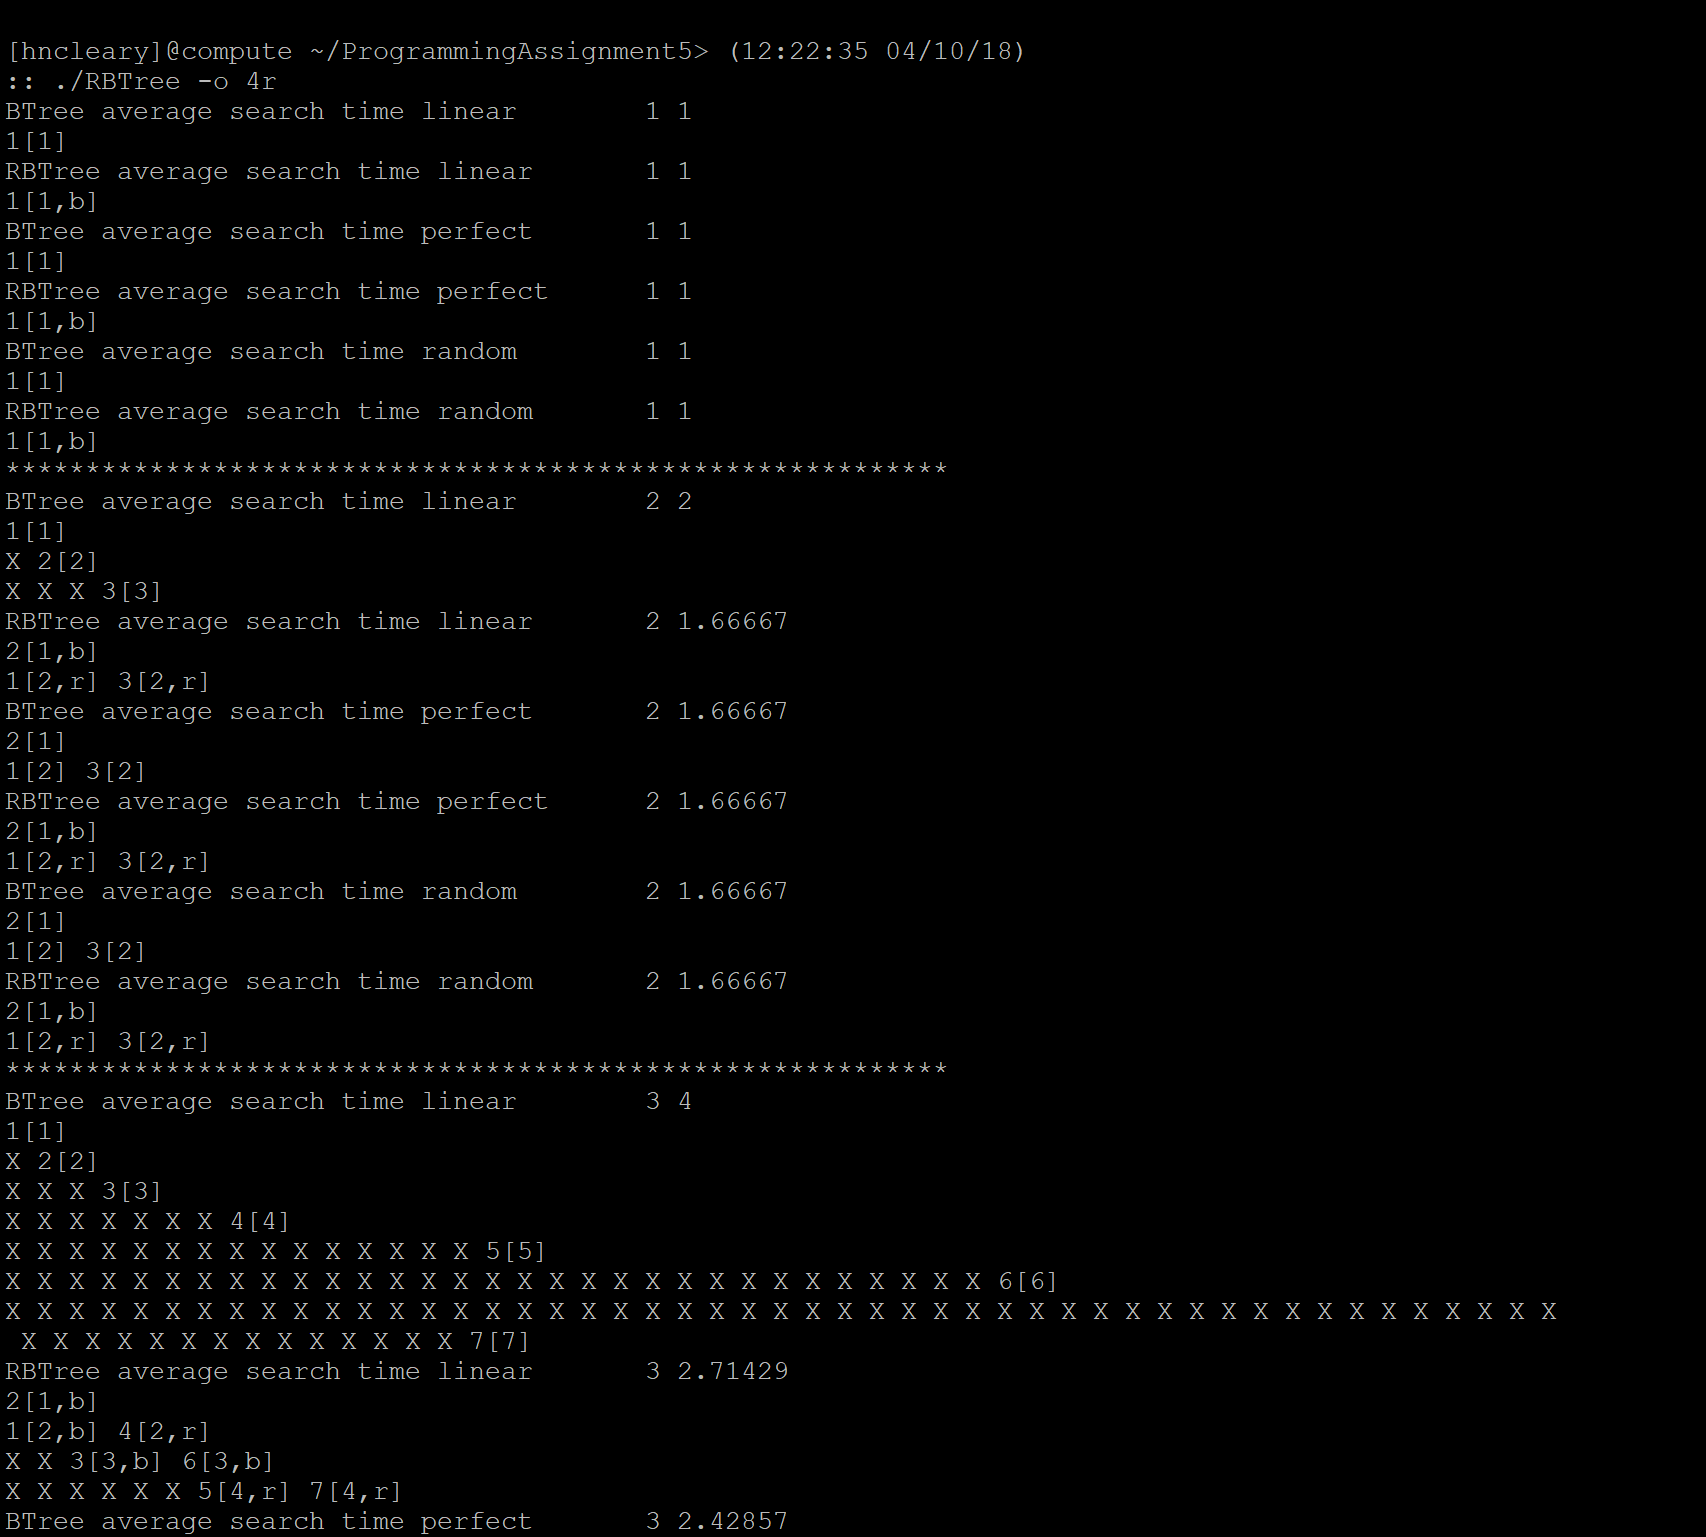 [hncleary]@compute ~/ProgrammingAssignment5> (12:22:35 04/10/18)
:: ./RBTree -o 4r
BTree average search time linear        1 1
1[1]
RBTree average search time linear       1 1
1[1,b]
BTree average search time perfect       1 1
1[1]
RBTree average search time perfect      1 1
1[1,b]
BTree average search time random        1 1
1[1]
RBTree average search time random       1 1
1[1,b]
***********************************************************
BTree average search time linear        2 2
1[1]
X 2[2]
X X X 3[3]
RBTree average search time linear       2 1.66667
2[1,b]
1[2,r] 3[2,r]
BTree average search time perfect       2 1.66667
2[1]
1[2] 3[2]
RBTree average search time perfect      2 1.66667
2[1,b]
1[2,r] 3[2,r]
BTree average search time random        2 1.66667
2[1]
1[2] 3[2]
RBTree average search time random       2 1.66667
2[1,b]
1[2,r] 3[2,r]
***********************************************************
BTree average search time linear        3 4
1[1]
X 2[2]
X X X 3[3]
X X X X X X X 4[4]
X X X X X X X X X X X X X X X 5[5]
X X X X X X X X X X X X X X X X X X X X X X X X X X X X X X X 6[6]
X X X X X X X X X X X X X X X X X X X X X X X X X X X X X X X X X X X X X X X X X X X X X X X X X
 X X X X X X X X X X X X X X 7[7]
RBTree average search time linear       3 2.71429
2[1,b]
1[2,b] 4[2,r]
X X 3[3,b] 6[3,b]
X X X X X X 5[4,r] 7[4,r]
BTree average search time perfect       3 2.42857